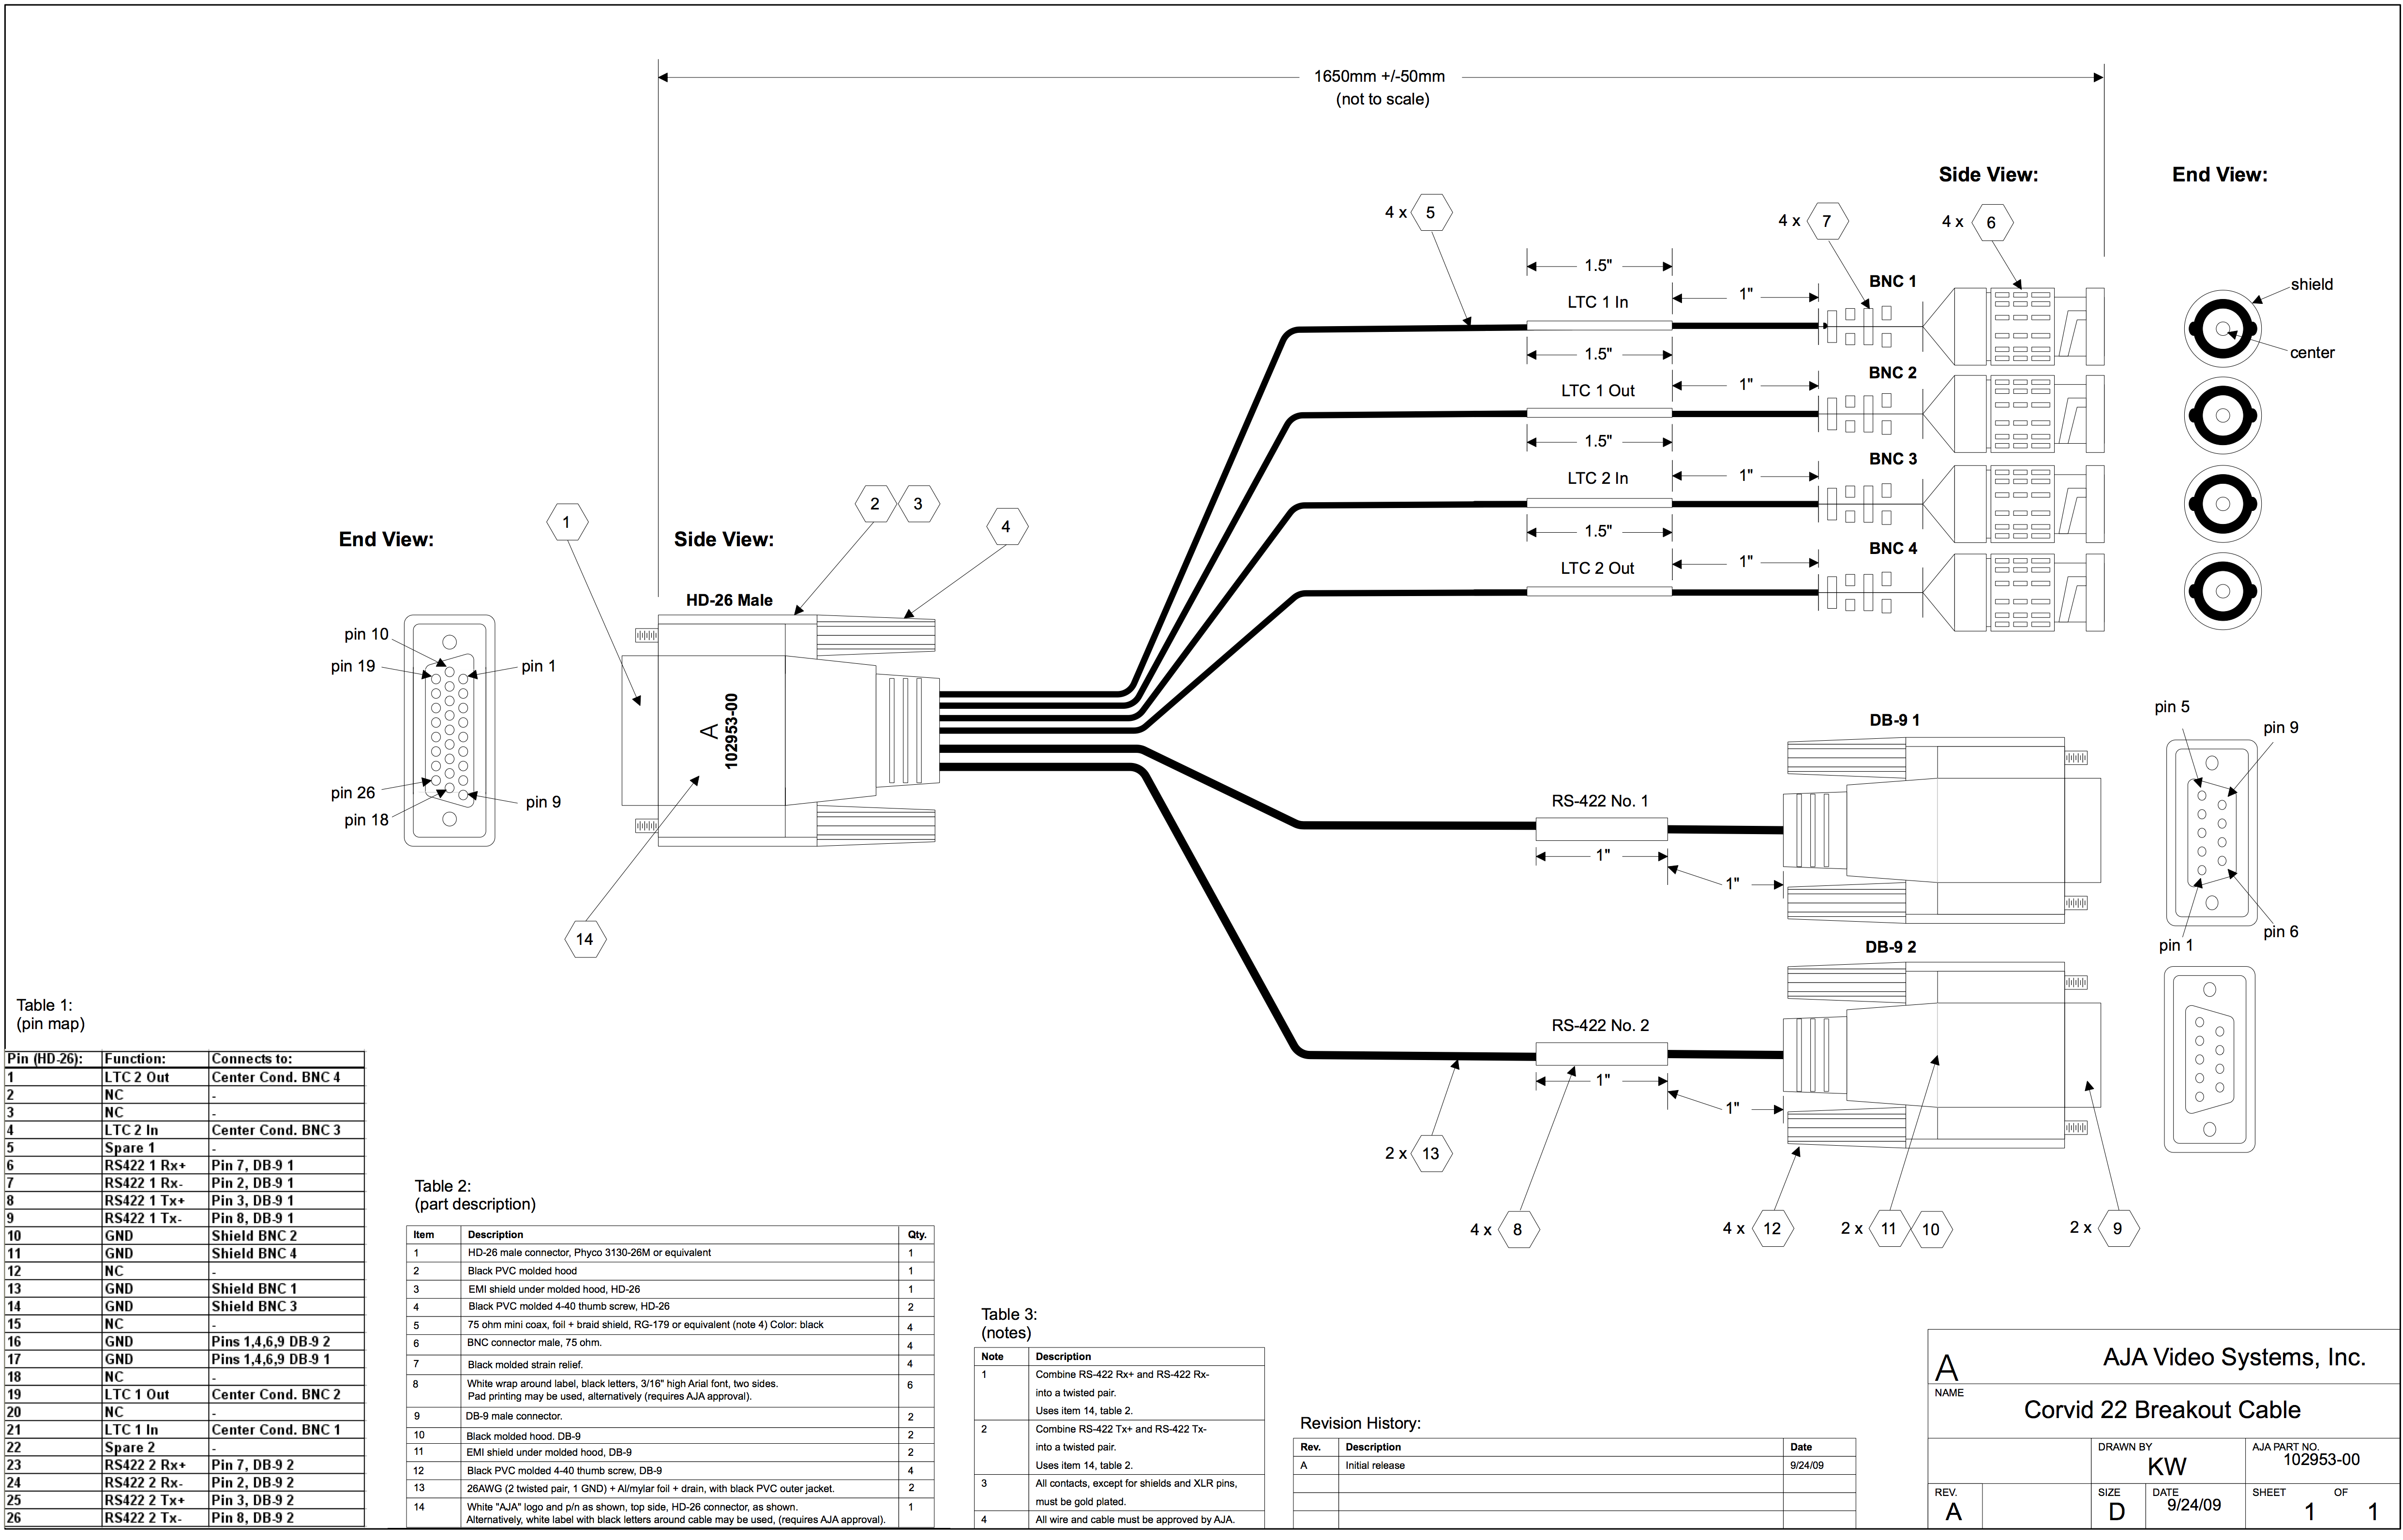 1650mm +/-50mm
(not to scale)
Side View:
End View:
4 x 5
4 x 7
4 x 6
1.5"
LTC 1 In
1"
BNC 1
shield
center
1.5"
LTC 1 Out
1"
BNC 2
1.5"
LTC 2 In
1"
BNC 3
1.5"
LTC 2 Out
1"
BNC 4
End View:
1
Side View:
2
3
4
HD-26 Male
pin 10
pin 19
pin 1
pin 26
pin 18
pin 9
A
102953-00
14
DB-9 1
RS-422 No. 1
1"
1"
pin 5
pin 9
pin 1
pin 6
DB-9 2
RS-422 No. 2
1"
1"
2 x 13
4 x 8
4 x 12
2 x 11 10
2 x 9
Table 1:
(pin map)
Pin (HD-26): Function: Connects to:
1 LTC 2 Out Center Cond. BNC 4
2 NC -
3 NC -
4 LTC 2 In Center Cond. BNC 3
5 Spare 1 -
6 RS422 1 Rx+ Pin 7, DB-9 1
7 RS422 1 Rx- Pin 2, DB-9 1
8 RS422 1 Tx+ Pin 3, DB-9 1
9 RS422 1 Tx- Pin 8, DB-9 1
10 GND Shield BNC 2
11 GND Shield BNC 4
12 NC -
13 GND Shield BNC 1
14 GND Shield BNC 3
15 NC -
16 GND Pins 1,4,6,9 DB-9 2
17 GND Pins 1,4,6,9 DB-9 1
18 NC -
19 LTC 1 Out Center Cond. BNC 2
20 NC -
21 LTC 1 In Center Cond. BNC 1
22 Spare 2 -
23 RS422 2 Rx+ Pin 7, DB-9 2
24 RS422 2 Rx- Pin 2, DB-9 2
25 RS422 2 Tx+ Pin 3, DB-9 2
26 RS422 2 Tx- Pin 8, DB-9 2
Table 2:
(part description)
Item Description Qty.
1 HD-26 male connector, Phyco 3130-26M or equivalent 1
2 Black PVC molded hood 1
3 EMI shield under molded hood, HD-26 1
4 Black PVC molded 4-40 thumb screw, HD-26 2
5 75 ohm mini coax, foil + braid shield, RG-179 or equivalent (note 4) Color: black 4
6 BNC connector male, 75 ohm. 4
7 Black molded strain relief. 4
8 White wrap around label, black letters, 3/16" high Arial font, two sides. 6
Pad printing may be used, alternatively (requires AJA approval).
9 DB-9 male connector. 2
10 Black molded hood. DB-9 2
11 EMI shield under molded hood, DB-9 2
12 Black PVC molded 4-40 thumb screw, DB-9 4
13 26AWG (2 twisted pair, 1 GND) + Al/mylar foil + drain, with black PVC outer jacket. 2
14 White "AJA" logo and p/n as shown, top side, HD-26 connector, as shown. 1
Alternatively, white label with black letters around cable may be used, (requires AJA approval).
Table 3:
(notes)
Note Description
1 Combine RS-422 Rx+ and RS-422 Rx-
into a twisted pair.
Uses item 14, table 2.
2 Combine RS-422 Tx+ and RS-422 Tx-
into a twisted pair.
Uses item 14, table 2.
3 All contacts, except for shields and XLR pins,
must be gold plated.
4 All wire and cable must be approved by AJA.
Revision History:
Rev. Description Date
A Initial release 9/24/09
A AJA Video Systems, Inc.
NAME
Corvid 22 Breakout Cable
DRAWN BY
KW
AJA PART NO.
102953-00
REV.
A
SIZE
D
DATE
9/24/09
SHEET 1 OF 1